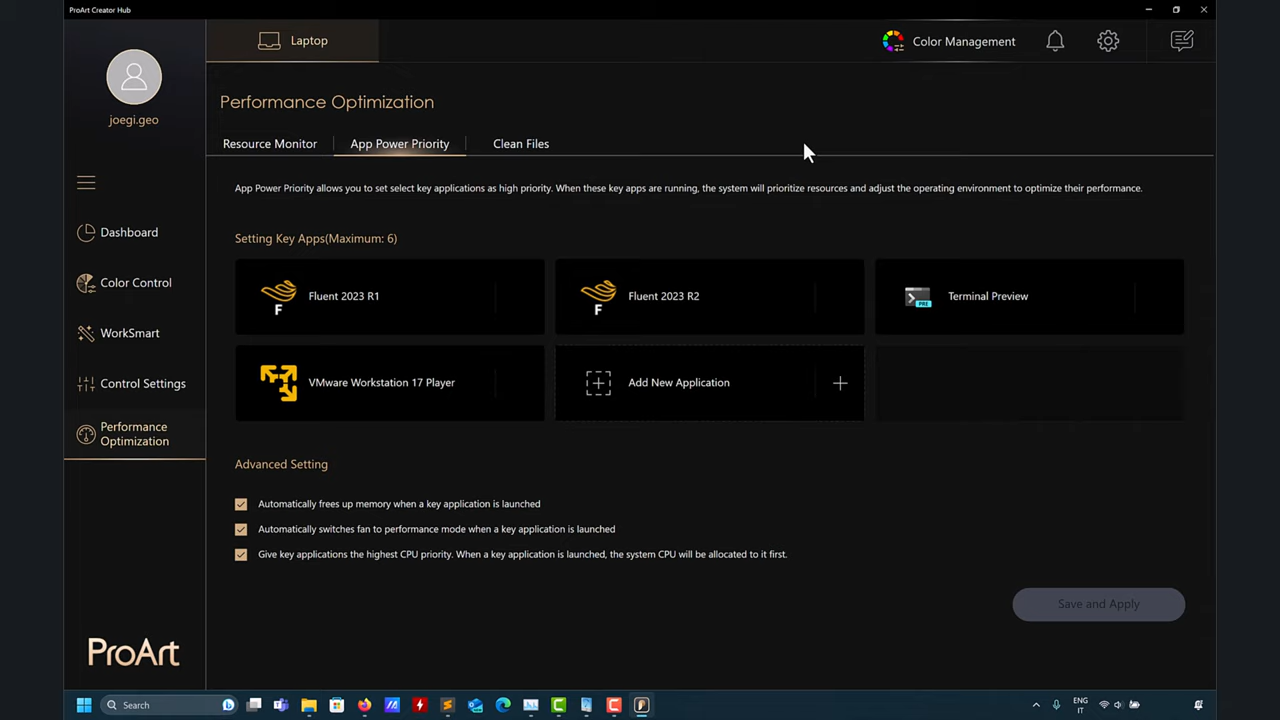 ProArt Creator Hub
Laptop
Color Management
joegi.geo
Performance Optimization
Resource Monitor
App Power Priority
Clean Files
App Power Priority allows you to set select key applications as high priority. When these key apps are running, the system will prioritize resources and adjust the operating environment to optimize their performance.
Dashboard
Color Control
WorkSmart
Control Settings
Performance
Optimization
Setting Key Apps(Maximum: 6)
F
Fluent 2023 R1
F
Fluent 2023 R2
PRE
Terminal Preview
VMware Workstation 17 Player
Add New Application
Advanced Setting
Automatically frees up memory when a key application is launched
Automatically switches fan to performance mode when a key application is launched
Give key applications the highest CPU priority. When a key application is launched, the system CPU will be allocated to it first.
Save and Apply
ProArt
Search
ENG
IT